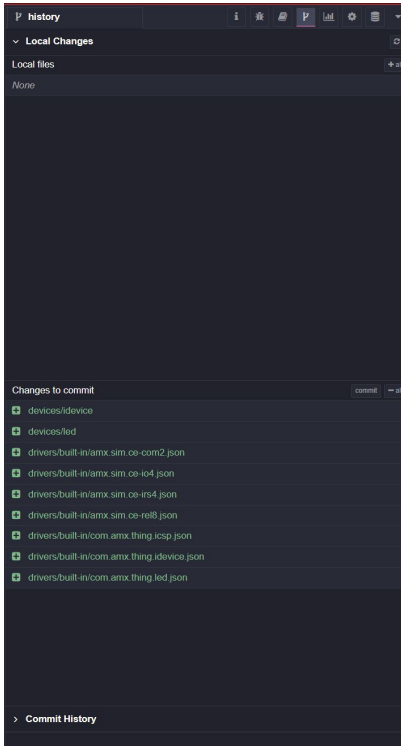 history
Local Changes
Local files
None
Changes to commit
commit
devices/idevice
devices/led
drivers/built-in/amx.sim.ce-com2.json
drivers/built-in/amx.sim.ce-io4.json
drivers/built-in/amx.sim.ce-irs4.json
drivers/built-in/amx.sim.ce-rel8.json
drivers/built-in/com.amx.thing.icsp.json
drivers/built-in/com.amx.thing.idevice.json
drivers/built-in/com.amx.thing.led.json
Commit History